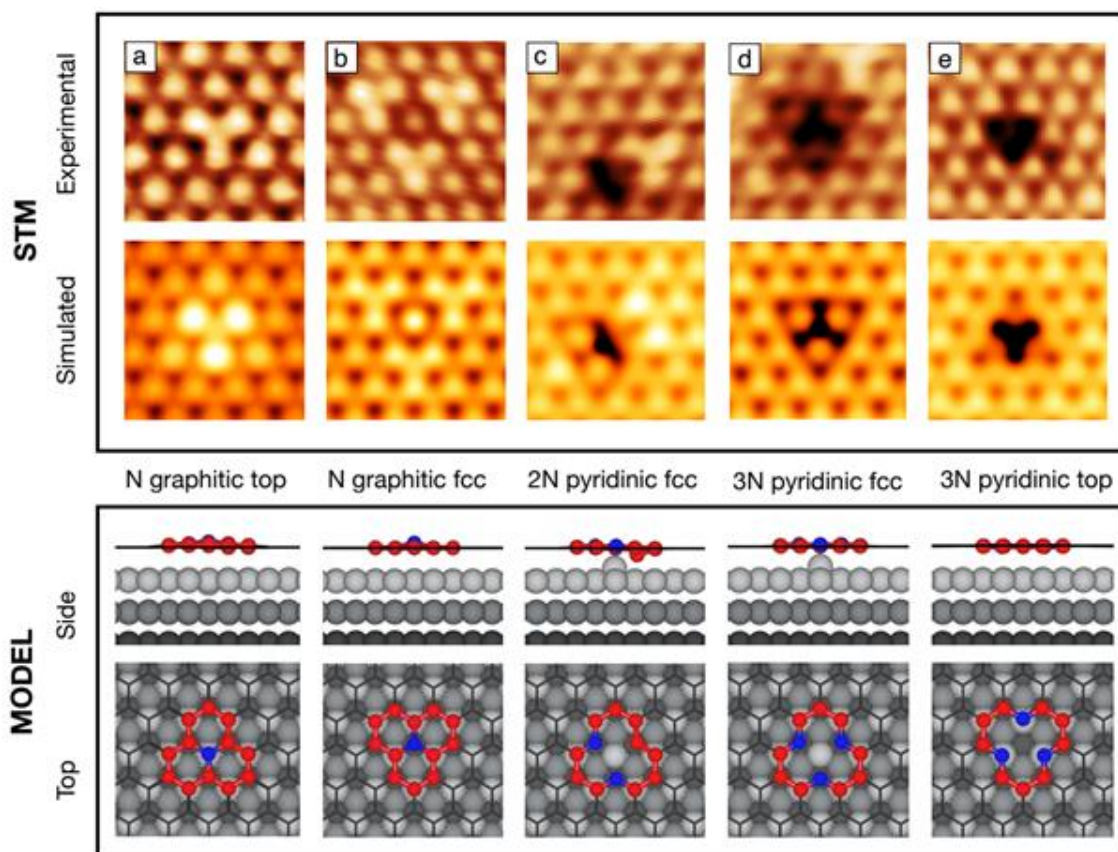 a b c d e
Experimental
STM
Simulated
N graphitic top N graphitic fcc 2N pyridinic fcc 3N pyridinic fcc 3N pyridinic top
Side
MODEL
Top